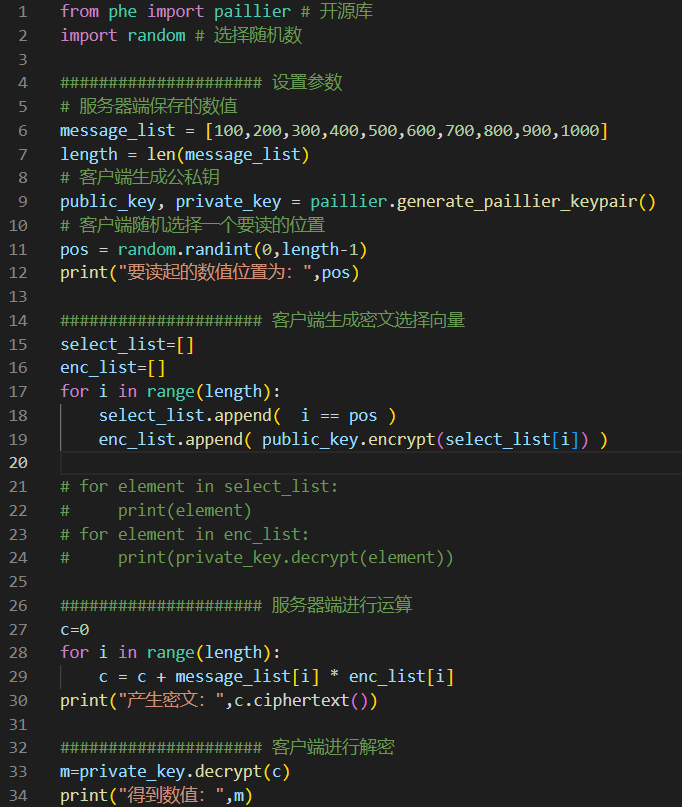 1 from phe import paillier # 开源库
2 import random # 选择随机数
3
4 ##################### 设置参数
5 # 服务器端保存的数值
6 message_list = [100,200,300,400,500,600,700,800,900,1000]
7 length = len(message_list)
8 # 客户端生成公私钥
9 public_key, private_key = paillier.generate_paillier_keypair()
10 # 客户端随机选择一个要读的位置
11 pos = random.randint(0,length-1)
12 print("要读起的数值位置为：",pos)
13
14 ##################### 客户端生成密文选择向量
15 select_list=[]
16 enc_list=[]
17 for i in range(length):
18     select_list.append(  i == pos )
19     enc_list.append( public_key.encrypt(select_list[i]) )
20
21 # for element in select_list:
22 #     print(element)
23 # for element in enc_list:
24 #     print(private_key.decrypt(element))
25
26 ##################### 服务器端进行运算
27 c=0
28 for i in range(length):
29     c = c + message_list[i] * enc_list[i]
30 print("产生密文：",c.ciphertext())
31
32 ##################### 客户端进行解密
33 m=private_key.decrypt(c)
34 print("得到数值：",m)